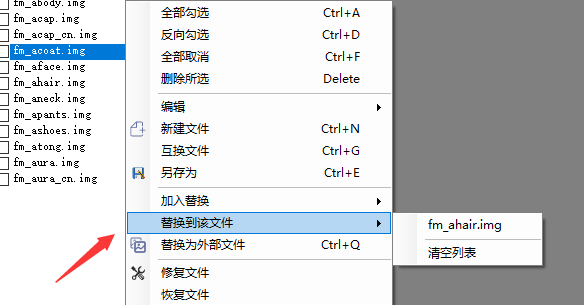 fm_abody.img
fm_acap.img
fm_acap_cn.img
fm_acoat.img
fm_aface.img
fm_ahair.img
fm_aneck.img
fm_apants.img
fm_ashoes.img
fm_atong.img
fm_aura.img
fm_aura_cn.img
全部勾选 Ctrl+A
反向勾选 Ctrl+D
全部取消 Ctrl+F
删除所选 Delete
编辑
新建文件 Ctrl+N
互换文件 Ctrl+G
另存为 Ctrl+E
加入替换
替换到该文件
替换为外部文件 Ctrl+Q
修复文件
恢复文件
fm_ahair.img
清空列表